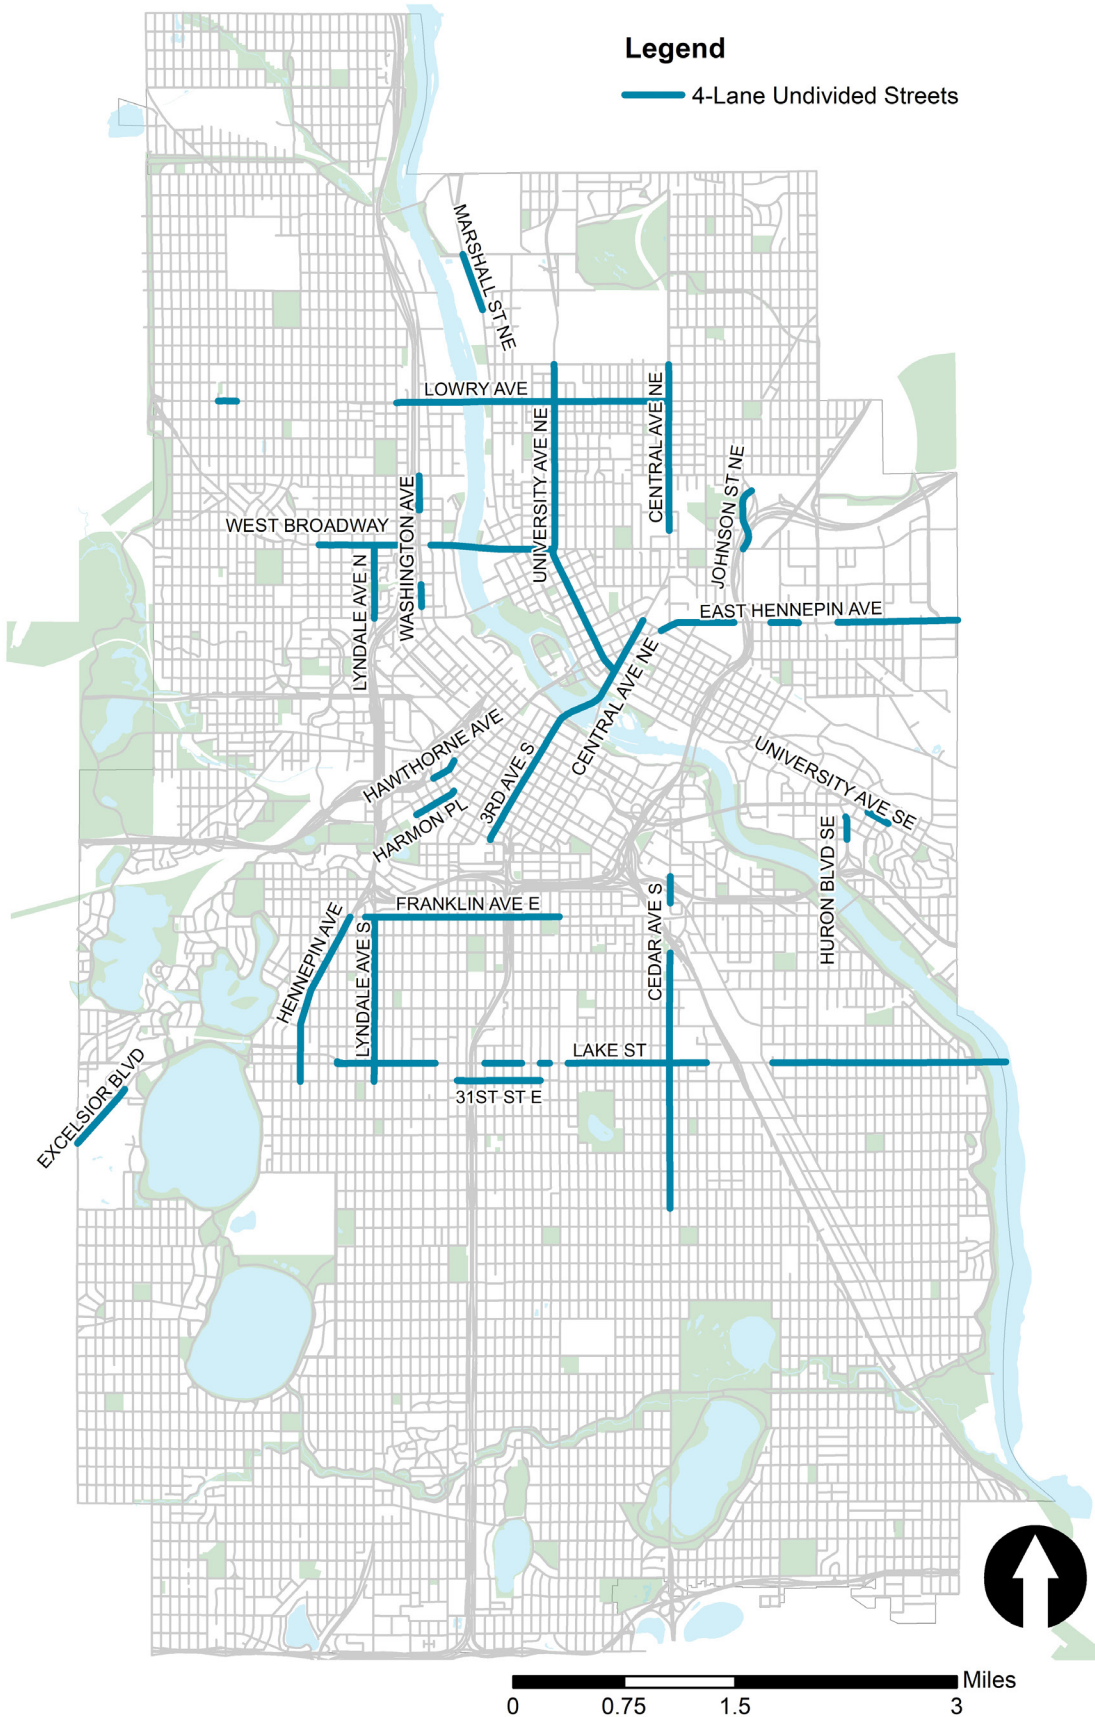 Legend
4-Lane Undivided Streets
MARSHALL ST NE
LOWRY AVE
CENTRAL AVE NE
UNIVERSITY AVE NE
JOHNSON ST NE
WASHINGTON AVE
WEST BROADWAY
LYNDALE AVE N
EAST HENNEPIN AVE
CENTRAL AVE NE
HAWTHORNE AVE
3RD AVE S
UNIVERSITY AVE SE
HARMON PL
HURON BLVD SE
FRANKLIN AVE E
HENNEPIN AVE
LYNDALE AVE S
CEDAR AVE S
LAKE ST
EXCELSIOR BLVD
31ST ST E
Miles
0 0.75 1.5 3